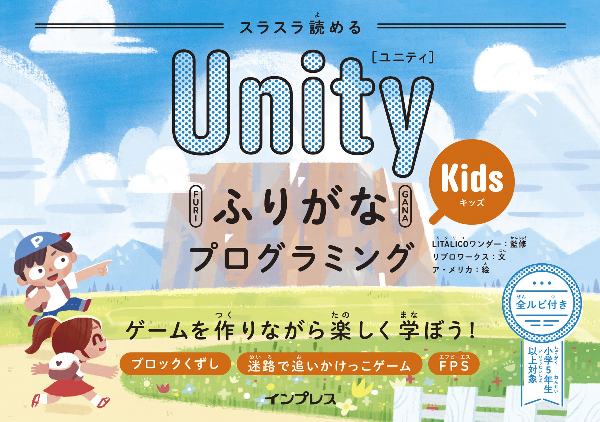 スラスラ読める
Unity
[ユニティ]
Kids
キッズ
FURI
ふりがな
GANA
プログラミング
LITALICOワンダー：監修
リブロワークス：文
ア・メリカ：絵
P
全ルビ付き
小学5年生
以上対象
ゲームを作りながら楽しく学ぼう！
ブロックくずし
迷路で追いかけっこゲーム
FPS
インプレス